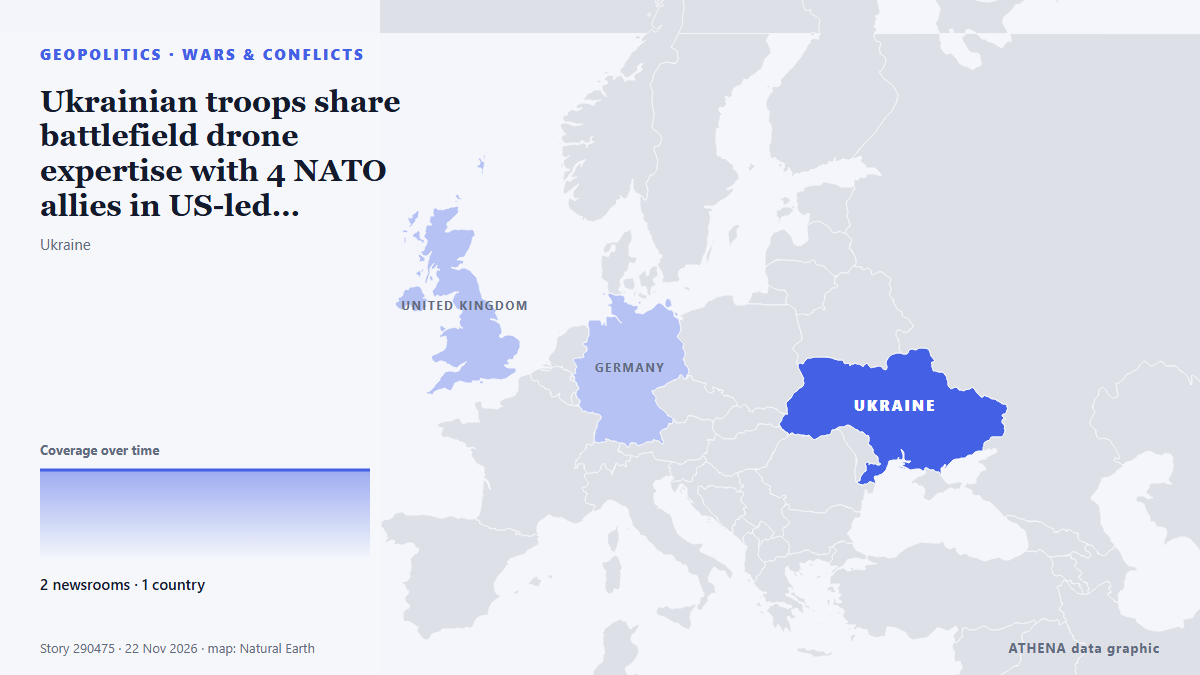 GEOPOLITICS · WARS & CONFLICTS
Ukrainian troops share
battlefield drone
expertise with 4 NATO
allies in US-led...
Ukraine
UNITED KINGDOM
GERMANY
UKRAINE
Coverage over time
2 newsrooms · 1 country
Story 290475 · 22 Nov 2026 · map: Natural Earth
ATHENA data graphic